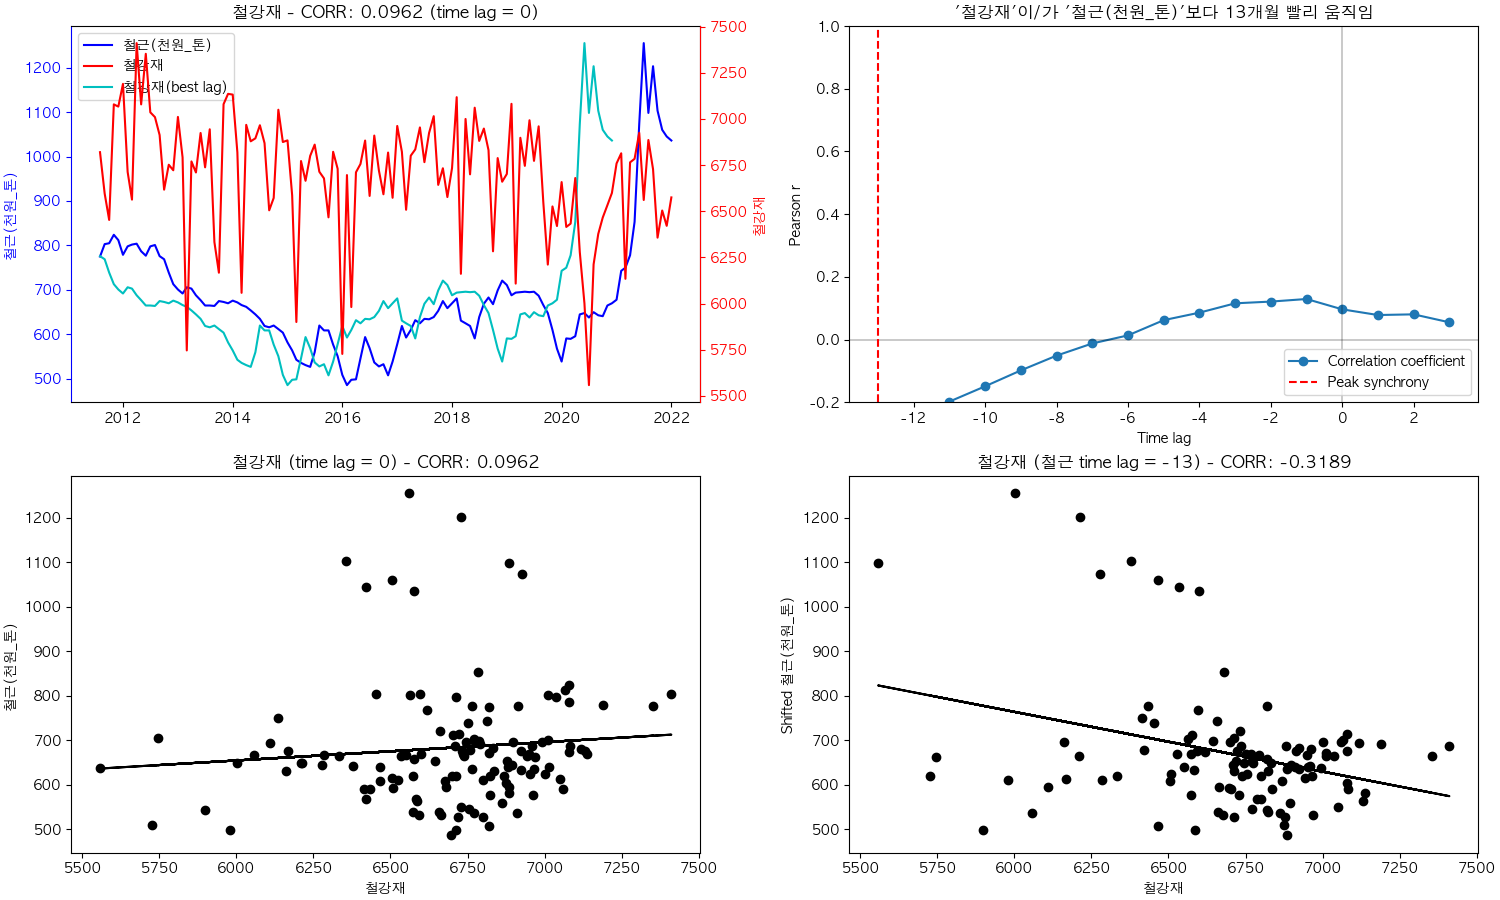 철강재 - CORR: 0.0962 (time lag = 0)
철근(천원_톤)
철강재
철강재(best lag)
1200
1100
1000
900
800
700
600
500
철근(천원_톤)
7500
7250
7000
6750
6500
6250
6000
5750
5500
철강재
2012 2014 2016 2018 2020 2022
'철강재'이/가 '철근(천원_톤)'보다 13개월 빨리 움직임
1.0
0.8
0.6
0.4
0.2
0.0
-0.2
Pearson r
Correlation coefficient
Peak synchrony
-12 -10 -8 -6 -4 -2 0 2
Time lag
철강재 (time lag = 0) - CORR: 0.0962
1200
1100
1000
900
800
700
600
500
철근(천원_톤)
5500 5750 6000 6250 6500 6750 7000 7250 7500
철강재
철강재 (철근 time lag = -13) - CORR: -0.3189
1200
1100
1000
900
800
700
600
500
Shifted 철근(천원_톤)
5500 5750 6000 6250 6500 6750 7000 7250 7500
철강재